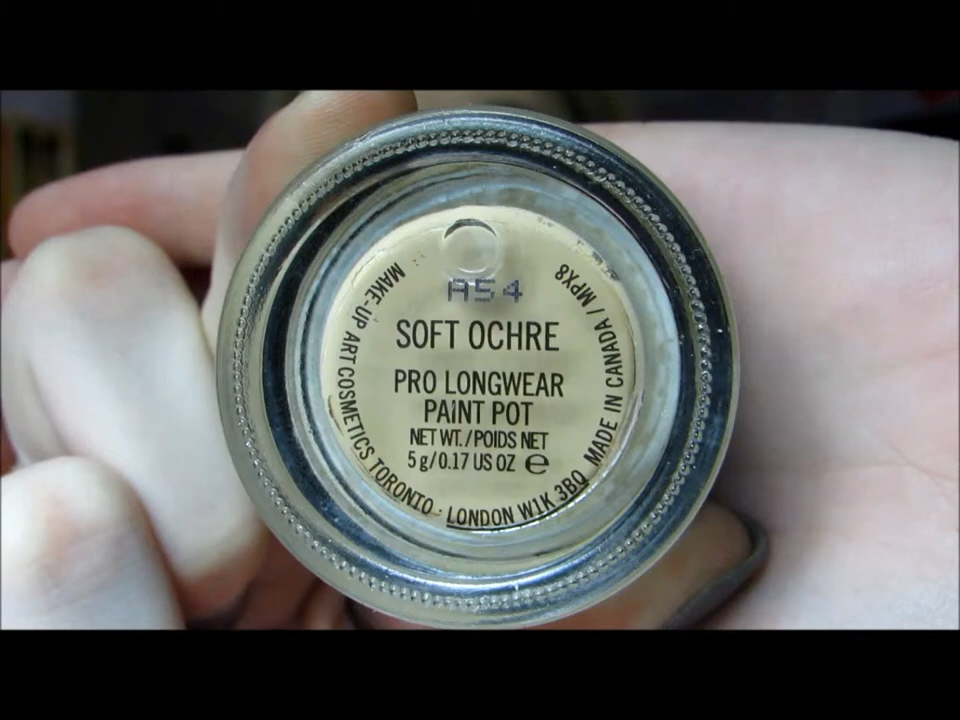 A54
SOFT OCHRE
PRO LONGWEAR
PAINT POT
NET WT./POIDS NET
5 g/0.17 US OZ ℮
MAKE-UP ART COSMETICS TORONTO · LONDON W1K 3BQ MADE IN CANADA / MPX8